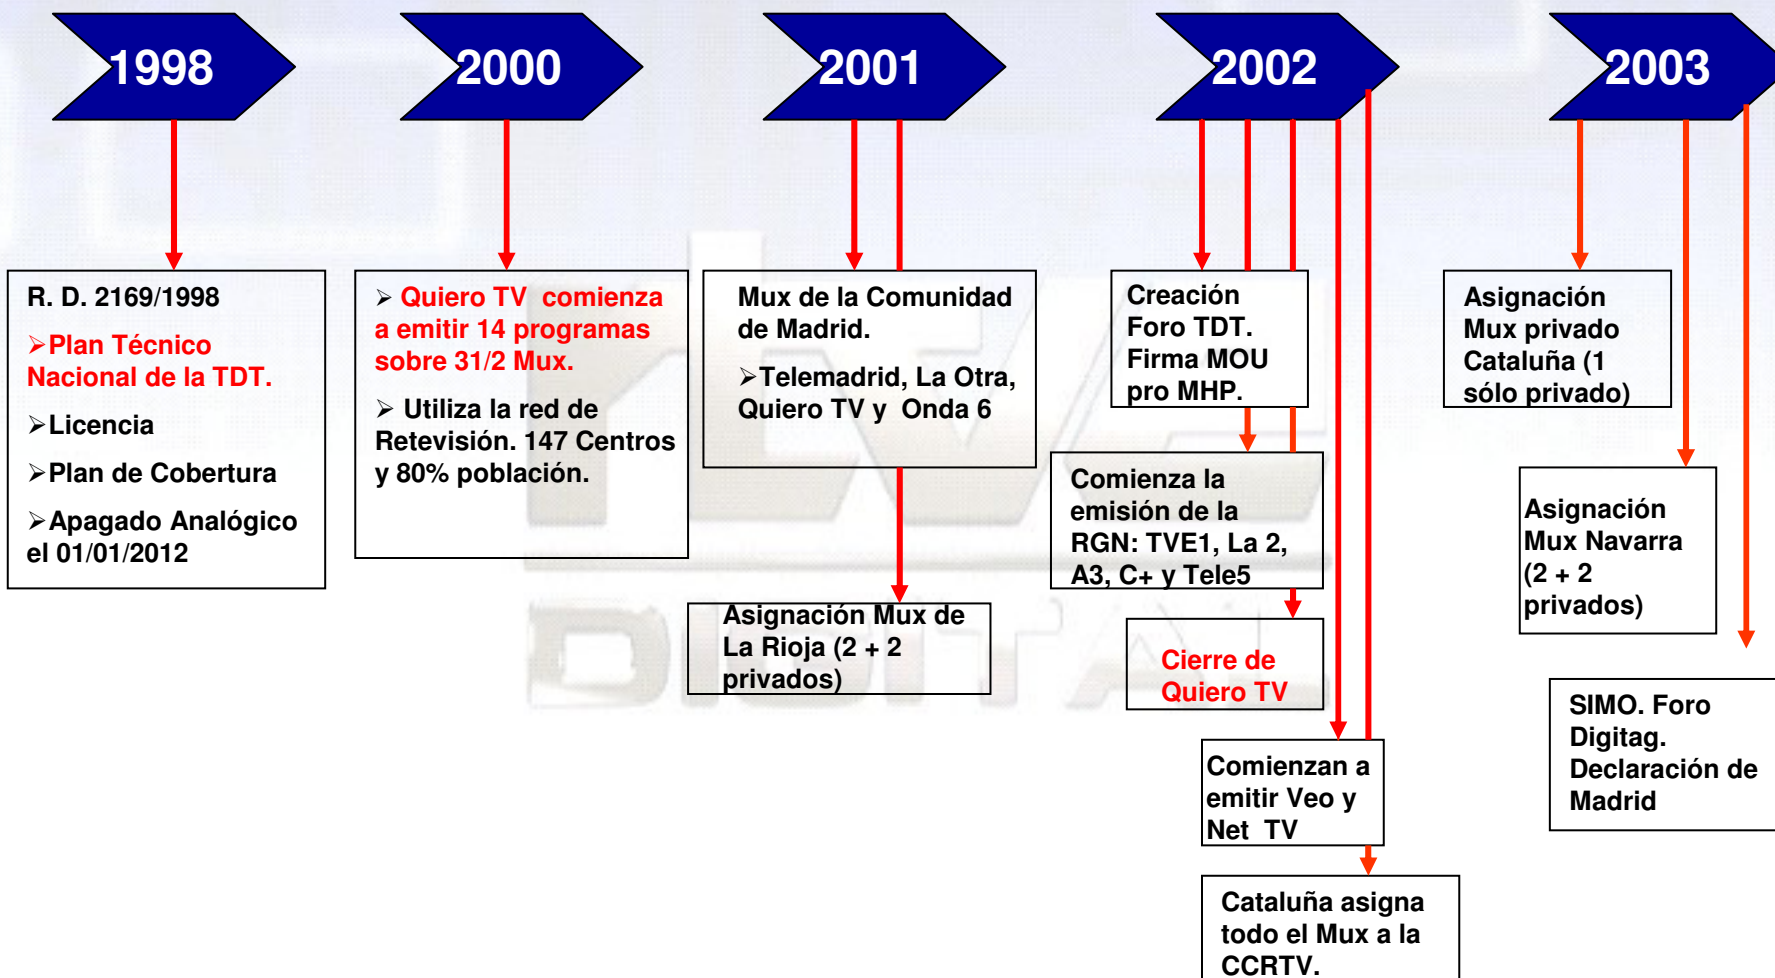 1998
2000
2001
2002
2003
R. D. 2169/1998
➢Plan Técnico
Nacional de la TDT.
➢Licencia
➢Plan de Cobertura
➢Apagado Analógico
el 01/01/2012
➢ Quiero TV comienza
a emitir 14 programas
sobre 31/2 Mux.
➢ Utiliza la red de
Retevisión. 147 Centros
y 80% población.
Mux de la Comunidad
de Madrid.
➢Telemadrid, La Otra,
Quiero TV y Onda 6
Asignación Mux de
La Rioja (2 + 2
privados)
Creación
Foro TDT.
Firma MOU
pro MHP.
Comienza la
emisión de la
RGN: TVE1, La 2,
A3, C+ y Tele5
Cierre de
Quiero TV
Comienzan a
emitir Veo y
Net TV
Cataluña asigna
todo el Mux a la
CCRTV.
Asignación
Mux privado
Cataluña (1
sólo privado)
Asignación
Mux Navarra
(2 + 2
privados)
SIMO. Foro
Digitag.
Declaración de
Madrid
rtve
DIGITAL